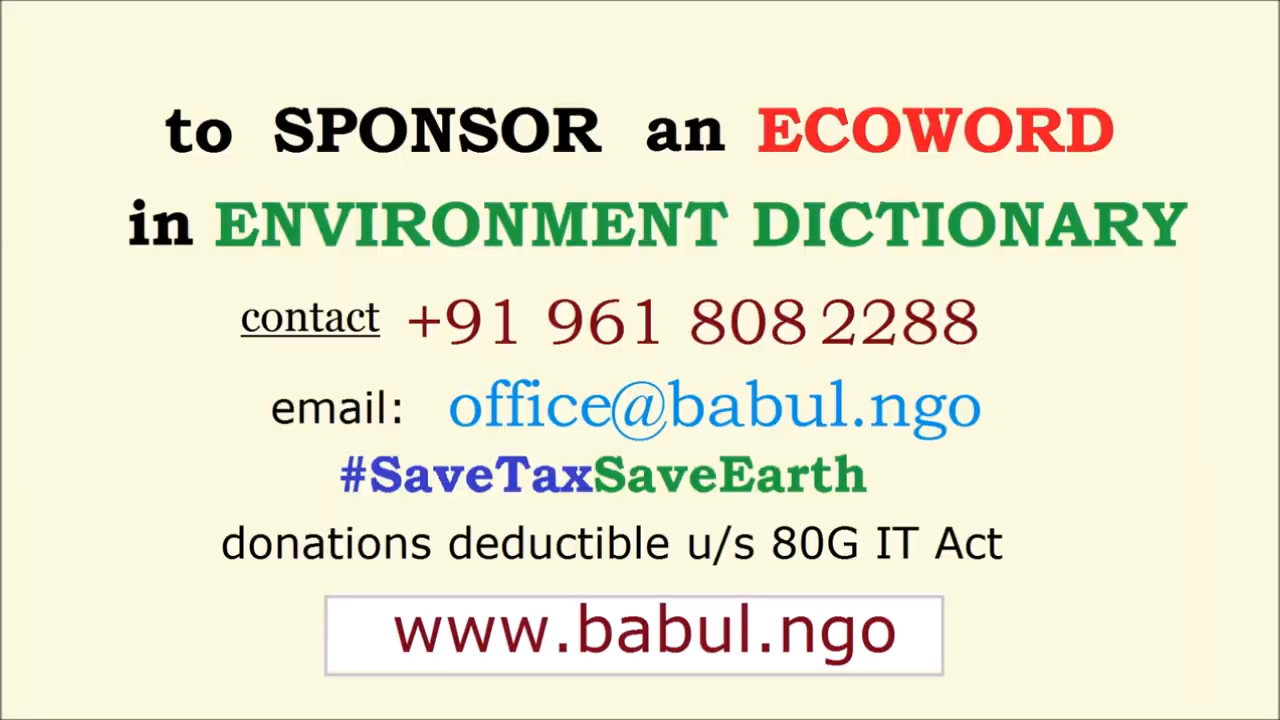 to SPONSOR an ECOWORD
in ENVIRONMENT DICTIONARY
contact +91 961 808 2288
email: office@babul.ngo
#SaveTaxSaveEarth
donations deductible u/s 80G IT Act
www.babul.ngo